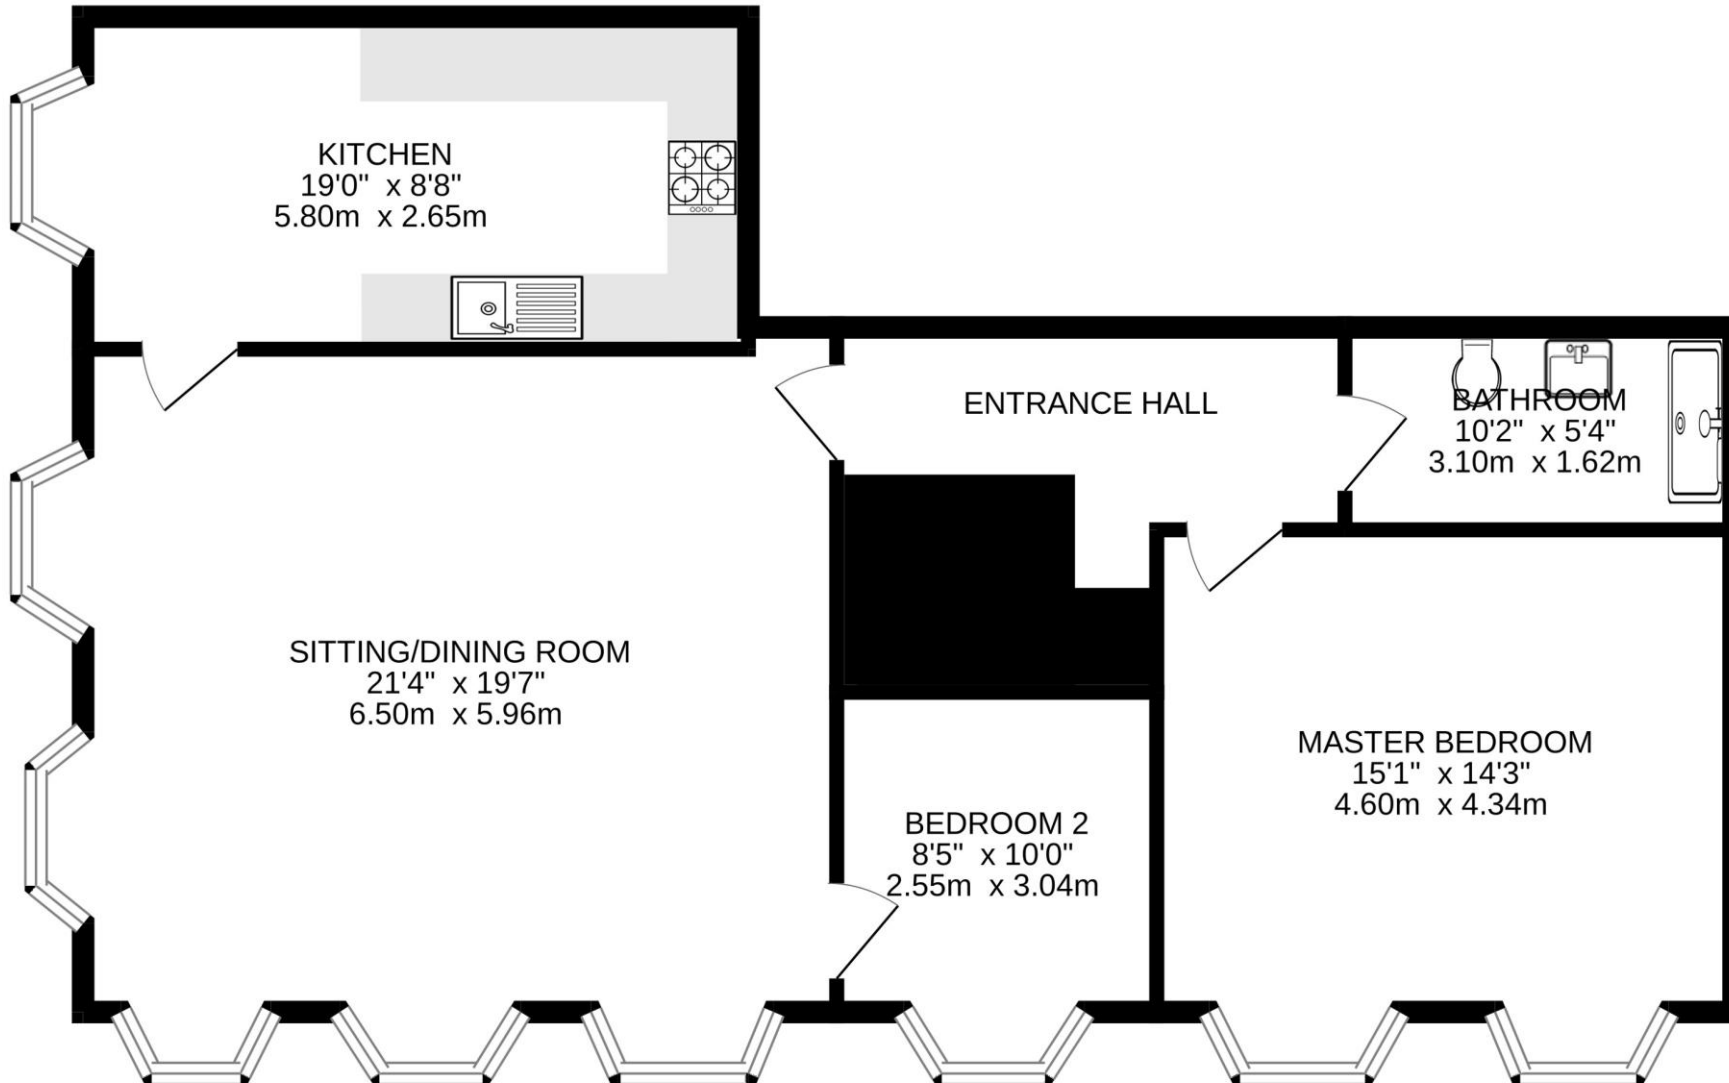 KITCHEN
19'0" x 8'8"
5.80m x 2.65m
ENTRANCE HALL
BATHROOM
10'2" x 5'4"
3.10m x 1.62m
SITTING/DINING ROOM
21'4" x 19'7"
6.50m x 5.96m
MASTER BEDROOM
15'1" x 14'3"
4.60m x 4.34m
BEDROOM 2
8'5" x 10'0"
2.55m x 3.04m